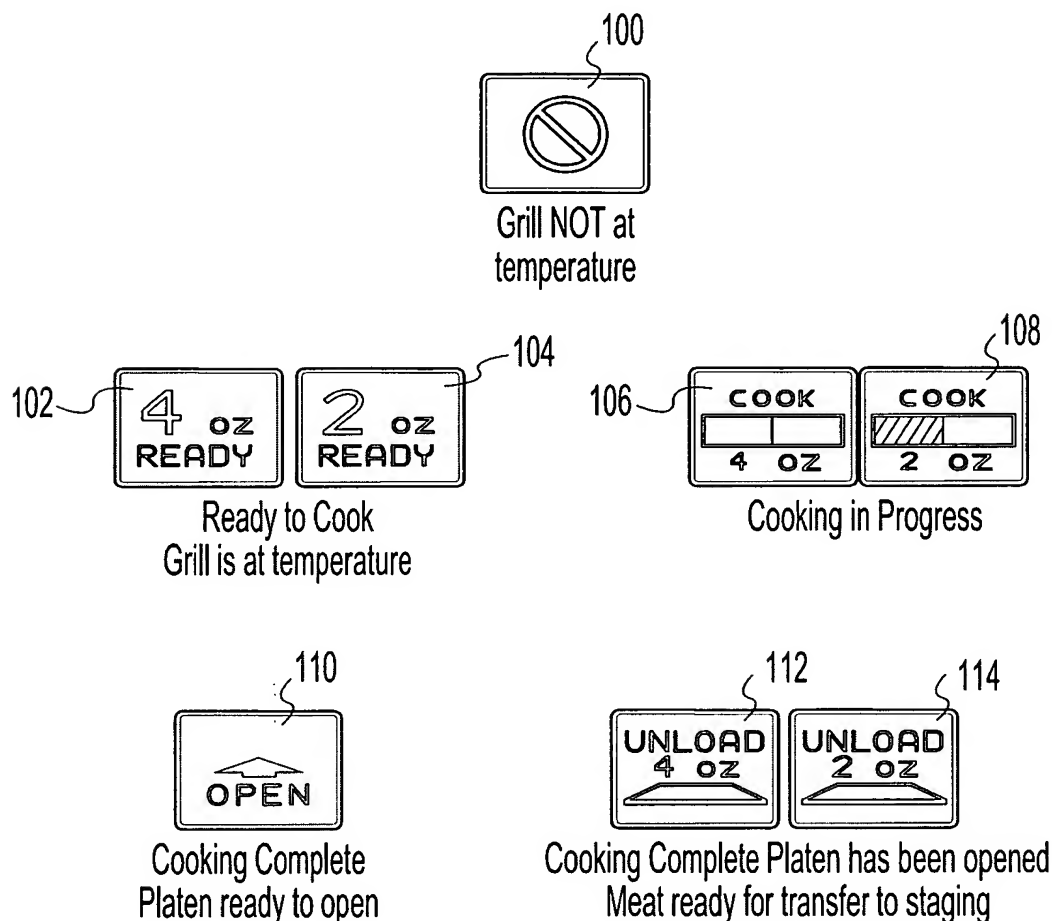 100
Grill NOT at
temperature
102
4 oz
READY
104
2 oz
READY
Ready to Cook
Grill is at temperature
106
COOK
4 OZ
108
COOK
2 OZ
Cooking in Progress
110
OPEN
Cooking Complete
Platen ready to open
112
UNLOAD
4 oz
114
UNLOAD
2 oz
Cooking Complete Platen has been opened
Meat ready for transfer to staging